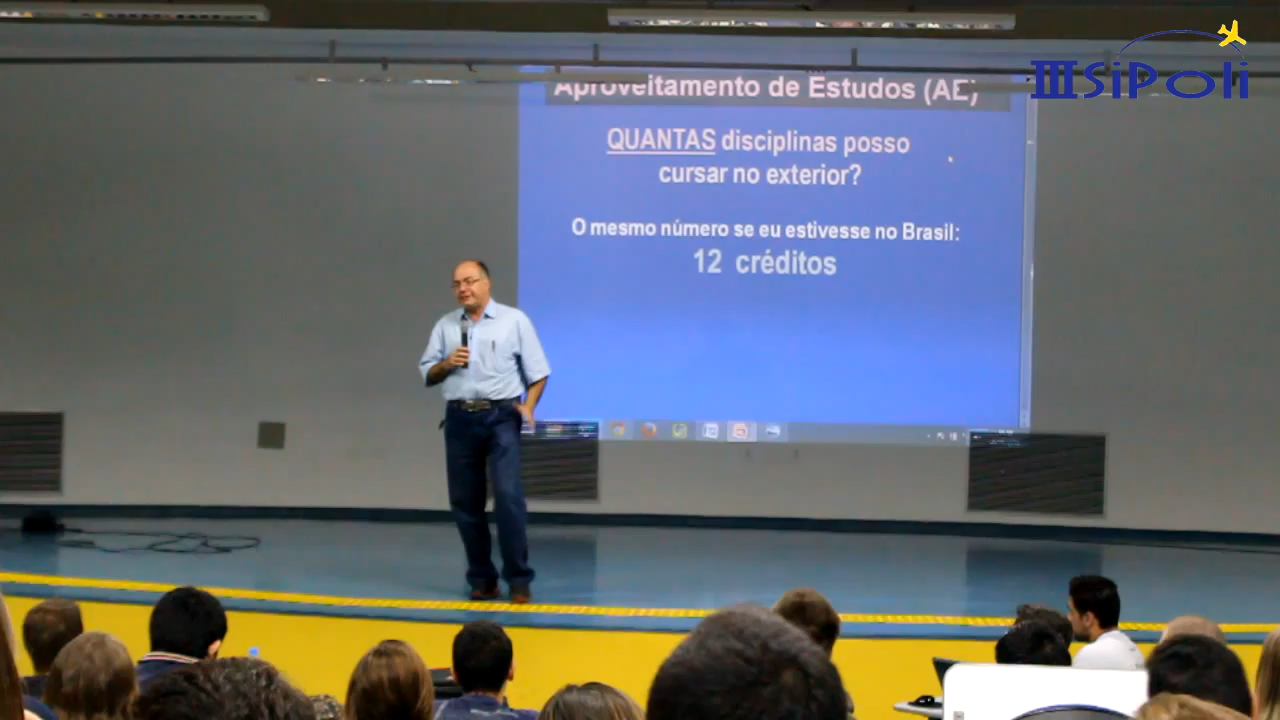 IIISiPoli
Aproveitamento de Estudos (AE)
QUANTAS disciplinas posso
cursar no exterior?
O mesmo número se eu estivesse no Brasil:
12 créditos